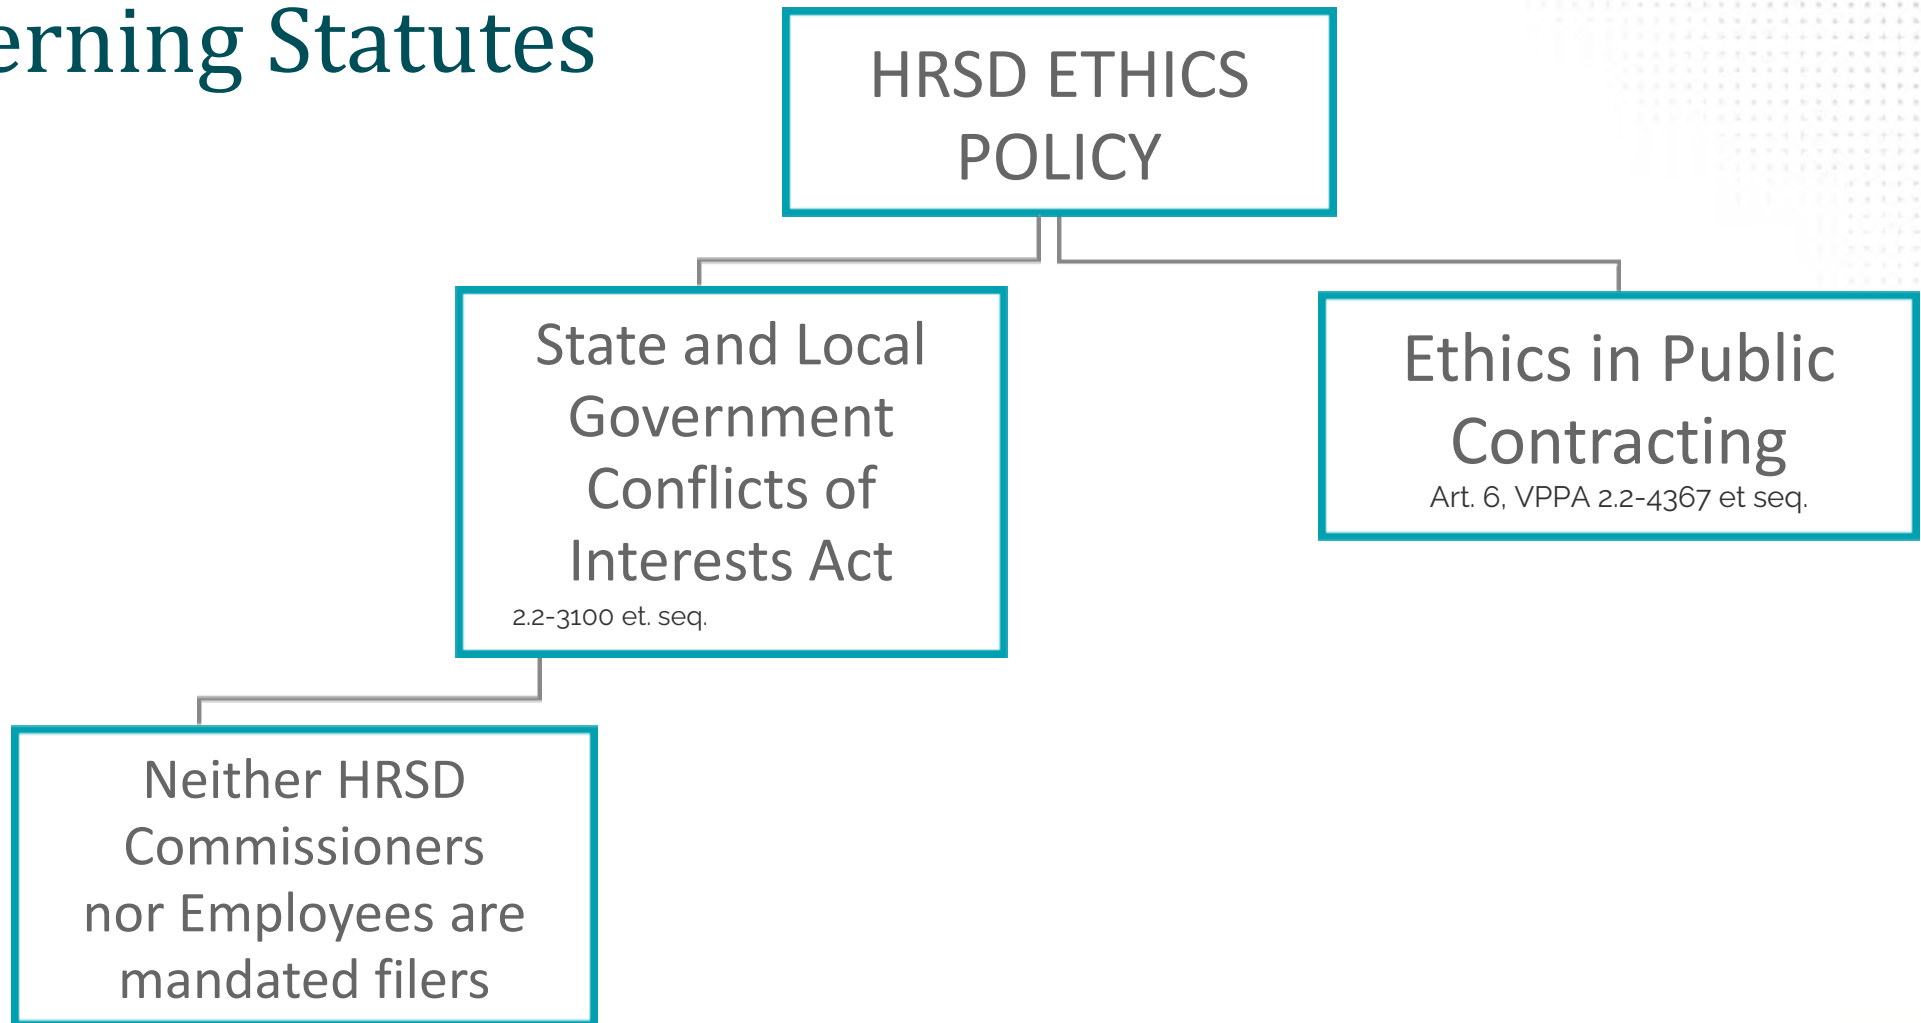 erning Statutes
HRSD ETHICS
POLICY
State and Local
Government
Conflicts of
Interests Act
2.2-3100 et. seq.
Ethics in Public
Contracting
Art. 6, VPPA 2.2-4367 et seq.
Neither HRSD
Commissioners
nor Employees are
mandated filers